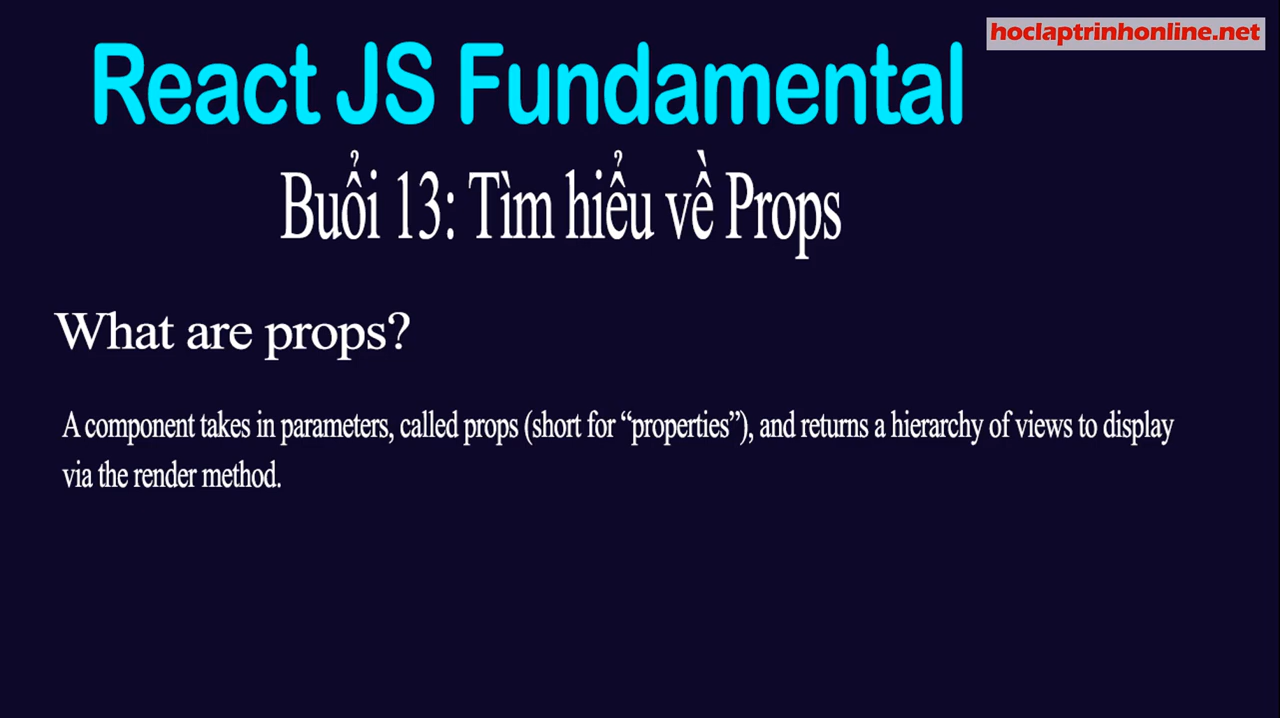 hoclaptrinhonline.net
React JS Fundamental
Buổi 13: Tìm hiểu về Props
What are props?
A component takes in parameters, called props (short for “properties”), and returns a hierarchy of views to display
via the render method.